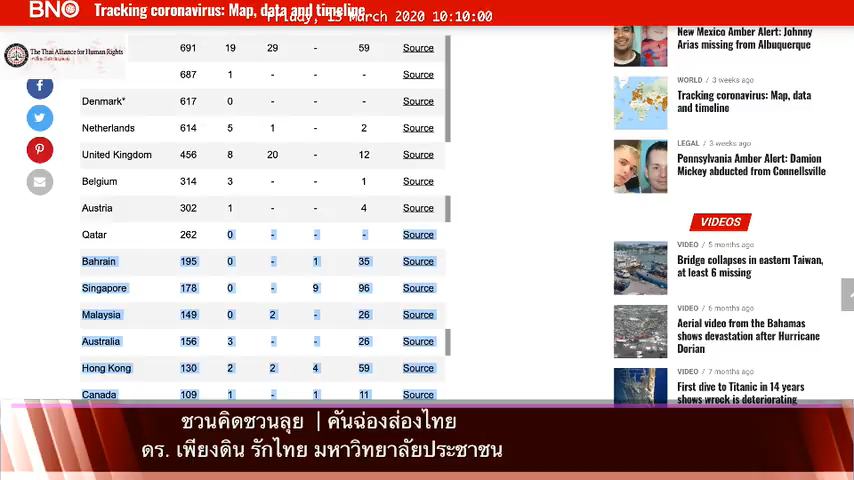 BNO Tracking coronavirus: Map, data and timeline
Friday, 13 March 2020 10:10:00
The Thai Alliance for Human Rights
691 19 29 - 59 Source
687 1 - - - Source
Denmark* 617 0 - - - Source
Netherlands 614 5 1 - 2 Source
United Kingdom 456 8 20 - 12 Source
Belgium 314 3 - - 1 Source
Austria 302 1 - - 4 Source
Qatar 262 0 - - - Source
Bahrain 195 0 - 1 35 Source
Singapore 178 0 - 9 96 Source
Malaysia 149 0 2 - 26 Source
Australia 156 3 - - 26 Source
Hong Kong 130 2 2 4 59 Source
Canada 109 1 - 1 11 Source
New Mexico Amber Alert: Johnny
Arias missing from Albuquerque
WORLD / 3 weeks ago
Tracking coronavirus: Map, data
and timeline
LEGAL / 3 weeks ago
Pennsylvania Amber Alert: Damion
Mickey abducted from Connellsville
VIDEOS
VIDEO / 5 months ago
Bridge collapses in eastern Taiwan,
at least 6 missing
VIDEO / 6 months ago
Aerial video from the Bahamas
shows devastation after Hurricane
Dorian
VIDEO / 7 months ago
First dive to Titanic in 14 years
shows wreck is deteriorating
ชวนคิดชวนลุย | คันฉ่องส่องไทย
ดร. เพียงดิน รักไทย มหาวิทยาลัยประชาชน